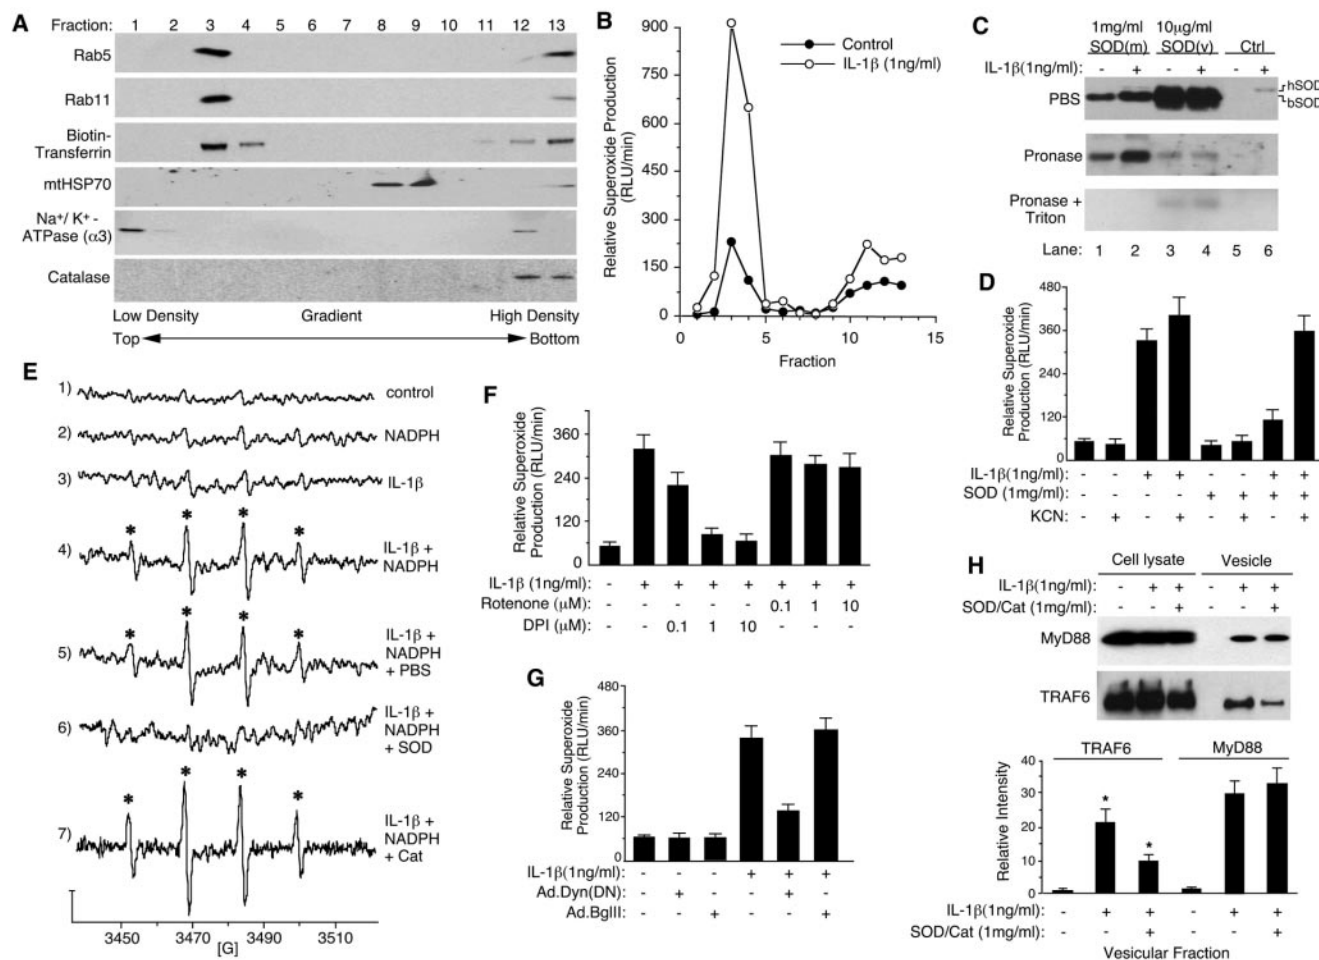 A
Fraction: 1 2 3 4 5 6 7 8 9 10 11 12 13
Rab5
Rab11
Biotin-
Transferrin
mtHSP70
Na+/ K+ -
ATPase (α3)
Catalase
Low Density Gradient High Density
Top Bottom
B
Relative Superoxide Production
(RLU/min)
900
750
600
450
300
150
0
Control
IL-1β (1ng/ml)
0 5 10 15
Fraction
C
1mg/ml 10μg/ml
SOD(m) SOD(v) Ctrl
IL-1β(1ng/ml): - + - + - +
PBS
hSOD
bSOD
Pronase
Pronase +
Triton
Lane: 1 2 3 4 5 6
D
Relative Superoxide
Production (RLU/min)
480
360
240
120
0
IL-1β(1ng/ml): - - + + - - + +
SOD (1mg/ml): - - - - + + + +
KCN: - + - + - + - +
E
1) control
2) NADPH
3) IL-1β
* * * *
4) IL-1β +
NADPH
* * * *
5) IL-1β +
NADPH
+ PBS
6) IL-1β +
NADPH
+ SOD
* * * *
7) IL-1β +
NADPH
+ Cat
3450 3470 3490 3510
[G]
F
Relative Superoxide
Production (RLU/min)
360
240
120
0
IL-1β (1ng/ml): - + + + + + + +
Rotenone (μM): - - - - - 0.1 1 10
DPI (μM): - - 0.1 1 10 - - -
G
Relative Superoxide
Production (RLU/min)
480
360
240
120
0
IL-1β(1ng/ml): - - - + + +
Ad.Dyn(DN): - + - - + -
Ad.BglII: - - + - - +
H
Cell lysate Vesicle
IL-1β(1ng/ml): - + + - + +
SOD/Cat (1mg/ml): - - + - - +
MyD88
TRAF6
TRAF6 MyD88
Relative Intensity
40
30
20
10
0
* *
IL-1β(1ng/ml): - + + - + +
SOD/Cat (1mg/ml): - - + - - +
Vesicular Fraction